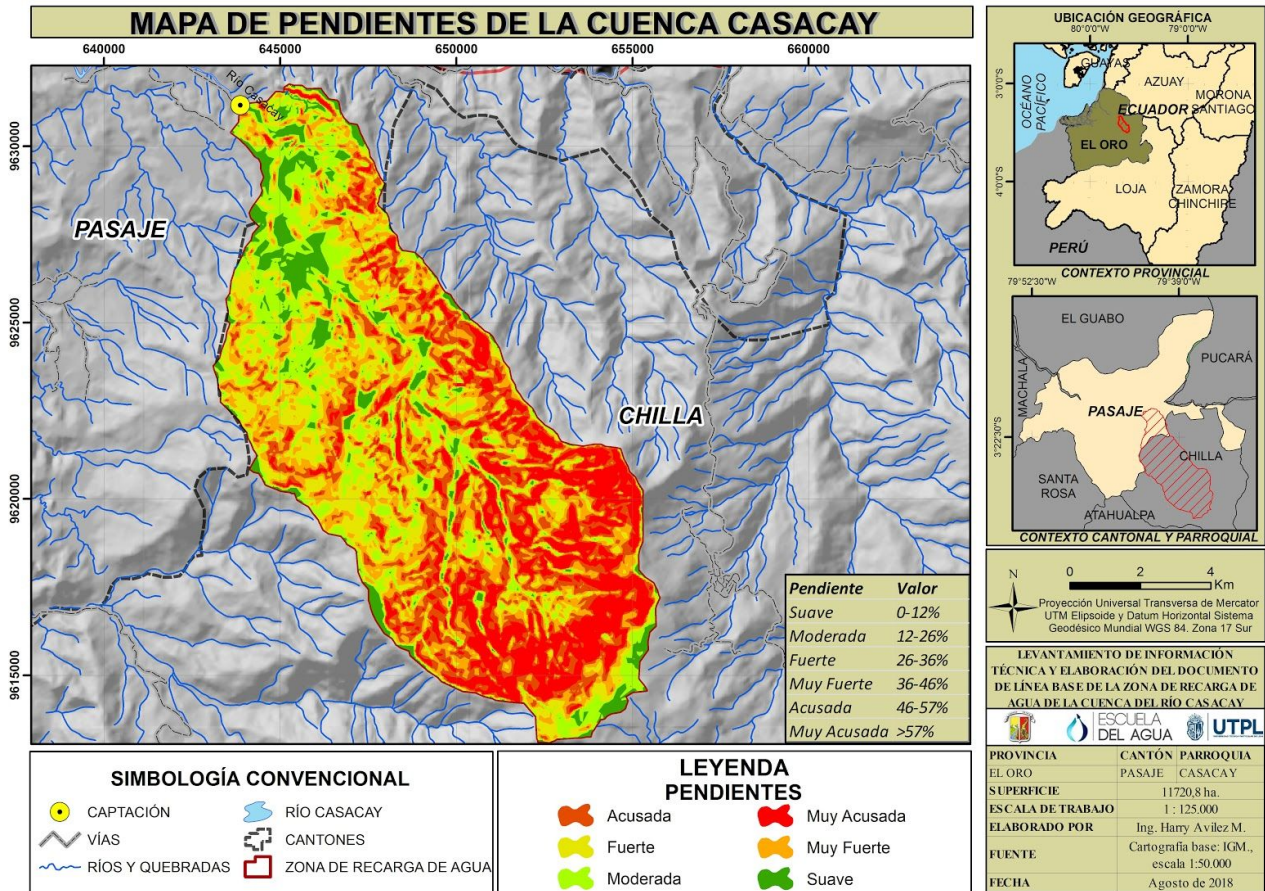 MAPA DE PENDIENTES DE LA CUENCA CASACAY
640000 645000 650000 655000 660000
9630000
9625000
9620000
9615000
Río Casacay
PASAJE
CHILLA
Pendiente Valor
Suave 0-12%
Moderada 12-26%
Fuerte 26-36%
Muy Fuerte 36-46%
Acusada 46-57%
Muy Acusada >57%
SIMBOLOGÍA CONVENCIONAL
CAPTACIÓN
RÍO CASACAY
VÍAS
CANTONES
RÍOS Y QUEBRADAS
ZONA DE RECARGA DE AGUA
LEYENDA
PENDIENTES
Acusada
Muy Acusada
Fuerte
Muy Fuerte
Moderada
Suave
UBICACIÓN GEOGRÁFICA
80°0'0"W 79°0'0"W
3°0'0"S
4°0'0"S
GUAYAS
AZUAY
MORONA
SANTIAGO
OCÉANO
PACÍFICO
ECUADOR
EL ORO
LOJA
ZAMORA
CHINCHIRE
PERÚ
CONTEXTO PROVINCIAL
79°52'30"W 79°39'0"W
3°22'30"S
EL GUABO
PUCARÁ
MACHALA
PASAJE
CHILLA
SANTA
ROSA
ATAHUALPA
CONTEXTO CANTONAL Y PARROQUIAL
N
0 2 4
Km
Proyección Universal Transversa de Mercator
UTM Elipsoide y Datum Horizontal Sistema
Geodésico Mundial WGS 84. Zona 17 Sur
LEVANTAMIENTO DE INFORMACIÓN
TÉCNICA Y ELABORACIÓN DEL DOCUMENTO
DE LÍNEA BASE DE LA ZONA DE RECARGA DE
AGUA DE LA CUENCA DEL RÍO CASACAY
ESCUELA
DEL AGUA
UTPL
PROVINCIA CANTÓN PARROQUIA
EL ORO PASAJE CASACAY
SUPERFICIE 11720,8 ha.
ESCALA DE TRABAJO 1 : 125.000
ELABORADO POR Ing. Harry Avilez M.
FUENTE Cartografía base: IGM.,
escala 1:50.000
FECHA Agosto de 2018